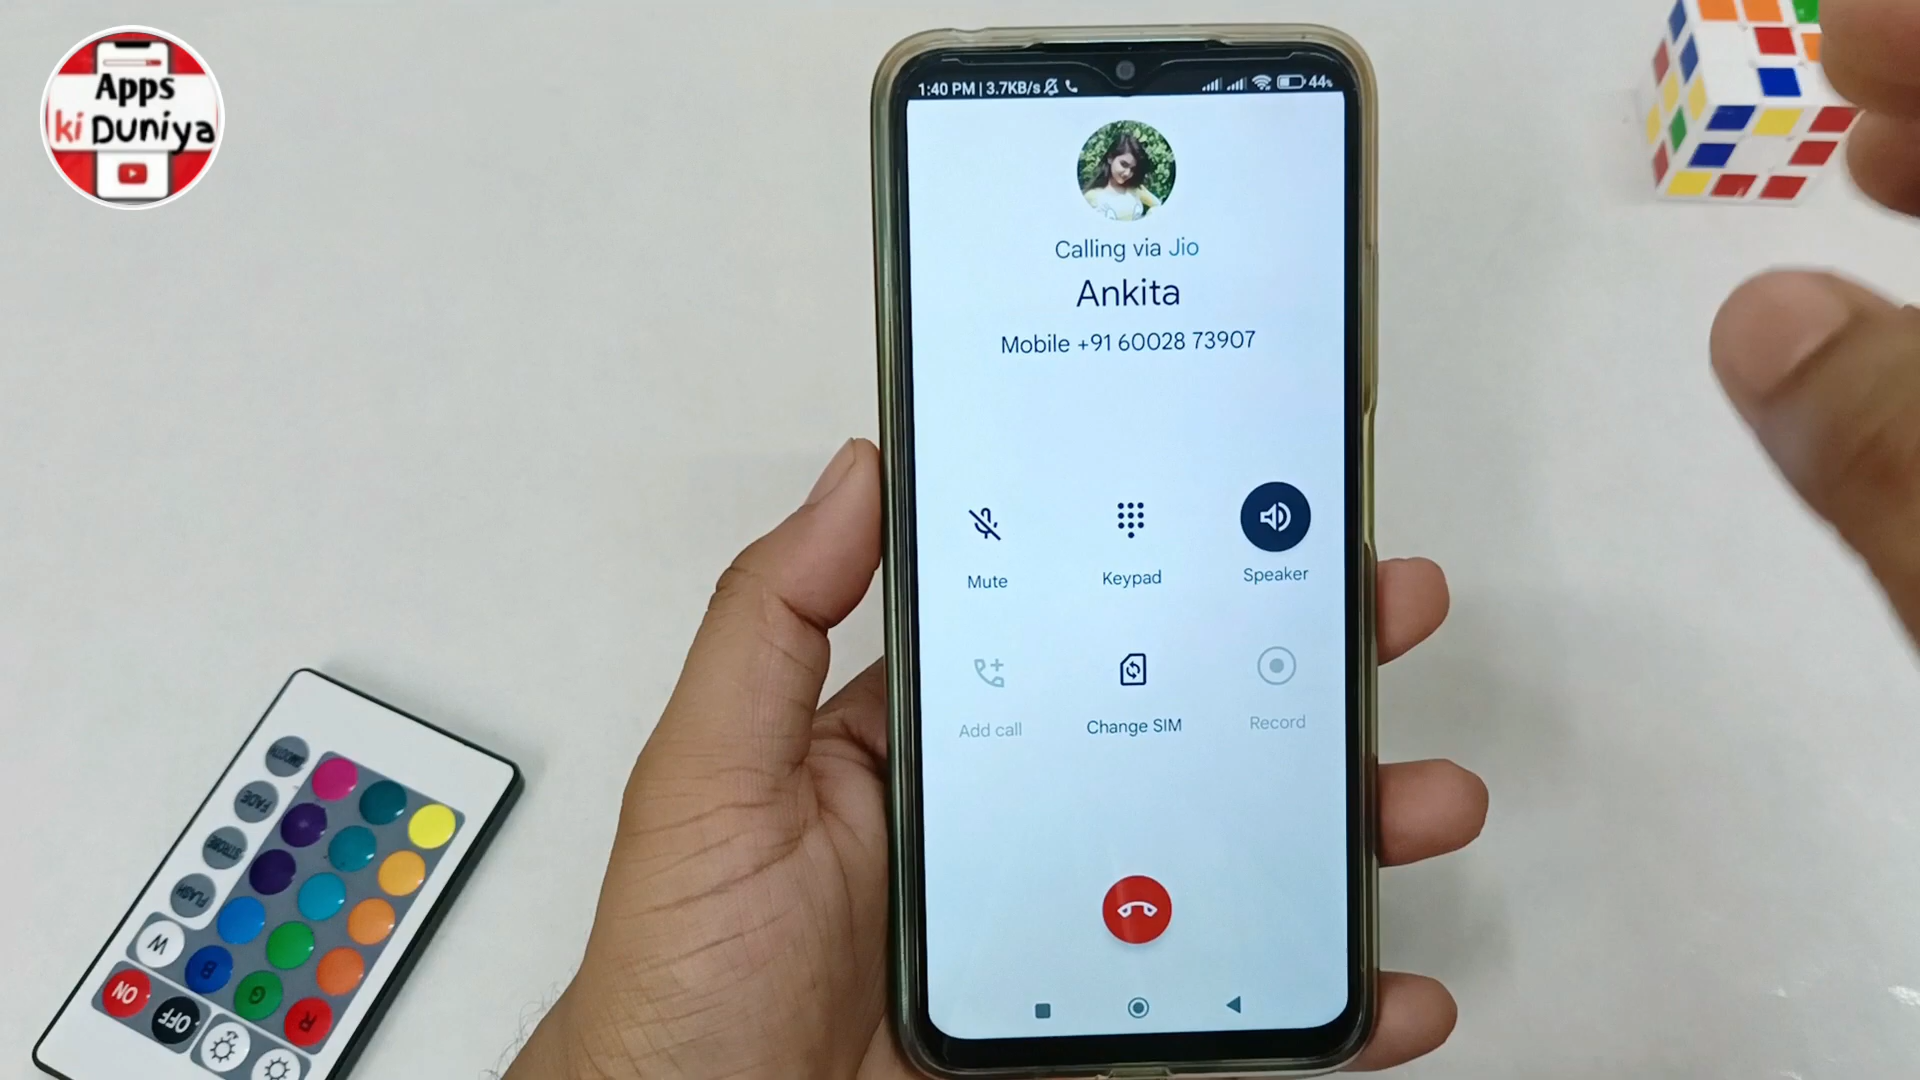 Apps
ki Duniya
1:40 PM | 3.7KB/s
44%
Calling via Jio
Ankita
Mobile +91 60028 73907
Mute
Keypad
Speaker
Add call
Change SIM
Record
SMOOTH
FADE
STROBE
FLASH
W
B
G
R
ON
OFF